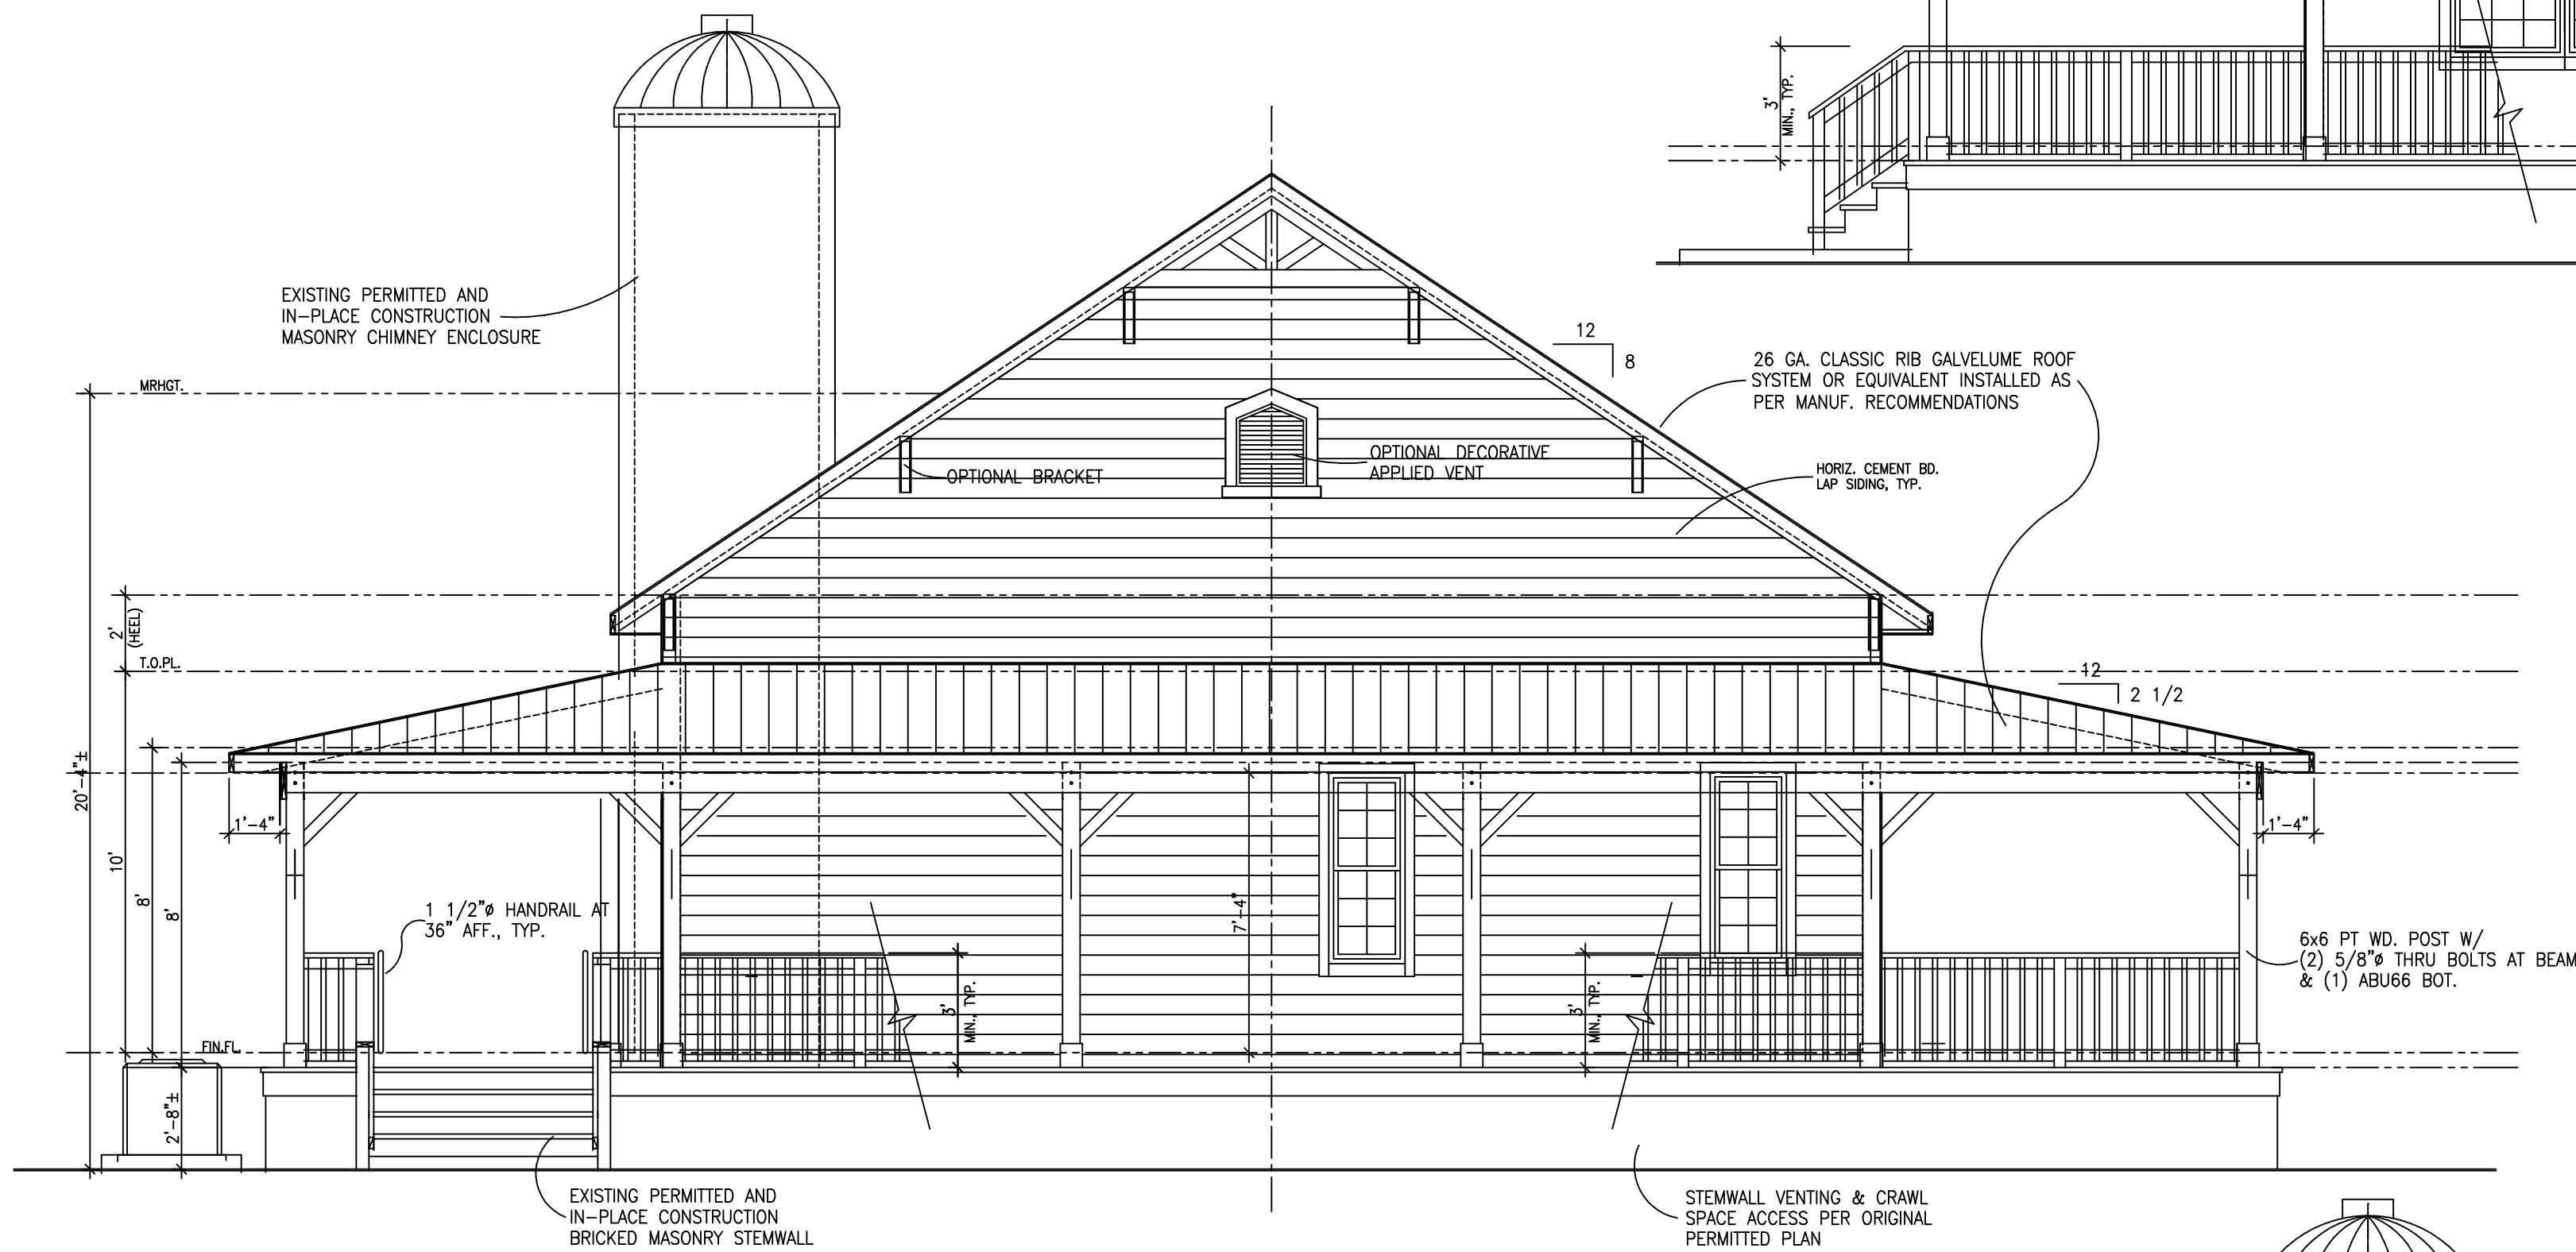 3'
MIN., TYP.
EXISTING PERMITTED AND
IN-PLACE CONSTRUCTION
MASONRY CHIMNEY ENCLOSURE
12
8
26 GA. CLASSIC RIB GALVELUME ROOF
SYSTEM OR EQUIVALENT INSTALLED AS
PER MANUF. RECOMMENDATIONS
MRHGT.
OPTIONAL BRACKET
OPTIONAL DECORATIVE
APPLIED VENT
HORIZ. CEMENT BD.
LAP SIDING, TYP.
2'
(HEEL)
T.O.PL.
12
2 1/2
20'-4"±
1'-4"
1'-4"
10'
8'
8'
7'-4"
1 1/2"ø HANDRAIL AT
36" AFF., TYP.
6x6 PT WD. POST W/
(2) 5/8"ø THRU BOLTS AT BEAM
& (1) ABU66 BOT.
3'
MIN., TYP.
3'
MIN., TYP.
FIN.FL.
2'-8"±
EXISTING PERMITTED AND
IN-PLACE CONSTRUCTION
BRICKED MASONRY STEMWALL
STEMWALL VENTING & CRAWL
SPACE ACCESS PER ORIGINAL
PERMITTED PLAN